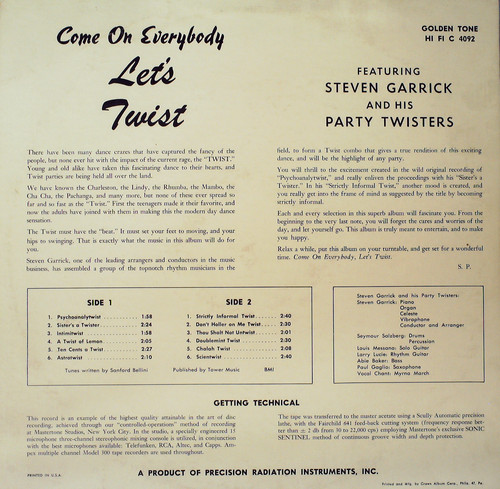 Come On Everybody
Let's
Twist
GOLDEN TONE
HI FI C 4092
FEATURING
STEVEN GARRICK
AND HIS
PARTY TWISTERS
There have been many dance crazes that have captured the fancy of the
people, but none ever hit with the impact of the current rage, the "TWIST."
Young and old alike have taken this fascinating dance to their hearts, and
Twist parties are being held all over the land.
We have known the Charleston, the Lindy, the Rhumba, the Mambo, the
Cha Cha, the Pachanga, and many more, but none of these ever spread so
far and so fast as the "Twist." First the teenagers made it their favorite, and
now the adults have joined with them in making this the modern day dance
sensation.
The Twist must have the "beat." It must set your feet to moving, and your
hips to swinging. That is exactly what the music in this album will do for
you.
Steven Garrick, one of the leading arrangers and conductors in the music
business, has assembled a group of the topnotch rhythm musicians in the
field, to form a Twist combo that gives a true rendition of this exciting
dance, and will be the highlight of any party.
You will thrill to the excitement created in the wild original recording of
"Psychoanalytwist," and really enliven the proceedings with his "Sister's a
Twister." In his "Strictly Informal Twist," another mood is created, and
you really get into the frame of mind as suggested by the title by becoming
strictly informal.
Each and every selection in this superb album will fascinate you. From the
beginning to the very last note, you will forget the cares and worries of the
day, and let yourself go. This album is truly meant to entertain, and to make
you happy.
Relax a while, put this album on your turntable, and get set for a wonderful
time. Come On Everybody, Let's Twist.
S. P.
SIDE 1
1. Psychoanalytwist 1:58
2. Sister's a Twister 2:24
3. Intimitwist 1:58
4. A Twist of Lemon 2:05
5. Ten Cents a Twist 2:27
6. Astrotwist 2:10
Tunes written by Sanford Bellini
SIDE 2
1. Strictly Informal Twist 2:40
2. Don't Holler on Me Twist 2:30
3. Thou Shalt Not Untwist 2:01
4. Doublemint Twist 2:30
5. Chalah Twist 2:08
6. Scientwist 2:40
Published by Tower Music BMI
Steven Garrick and his Party Twisters:
Steven Garrick: Piano
Organ
Celeste
Vibraphone
Conductor and Arranger
Seymour Salzberg: Drums
Percussion
Louis Messana: Solo Guitar
Larry Lucie: Rhythm Guitar
Able Baker: Bass
Paul Gaglio: Saxophone
Vocal Chant: Myrna March
GETTING TECHNICAL
This record is an example of the highest quality attainable in the art of disc
recording, achieved through our "controlled-operations" method of recording
at Mastertone Studios, New York City. In the studio, a specially engineered 13
microphone three-channel stereophonic mixing console is utilized, in conjunction
with the best microphones available: Telefunken, RCA, Altec, and Capps. Am-
pex multiple channel Model 300 tape recorders are used throughout.
The tape was transferred to the master acetate using a Scully Automatic precision
lathe, with the Fairchild 641 feed-back cutting system (frequency response bet-
ter than ± 2 db from 30 to 22,000 cps) employing Mastertone's exclusive SONIC
SENTINEL method of continuous groove width and depth protection.
PRINTED IN U.S.A.
A PRODUCT OF PRECISION RADIATION INSTRUMENTS, INC.
Printed and Mfg. by Green Album Corp., Phila. 41, Pa.